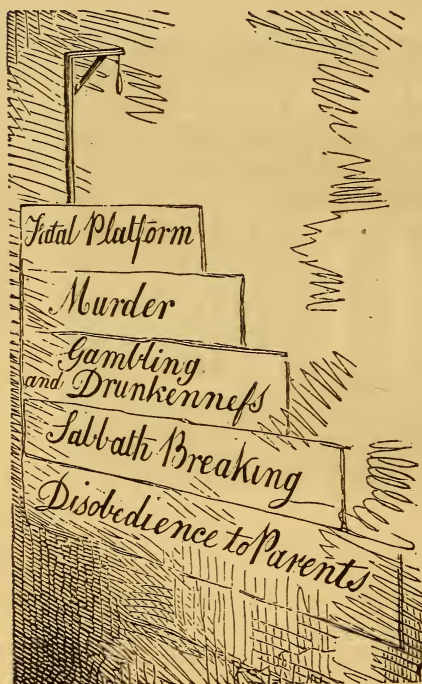 Fatal Platform
Murder
Gambling
and Drunkenneſs
Sabbath Breaking
Disobedience to Parents